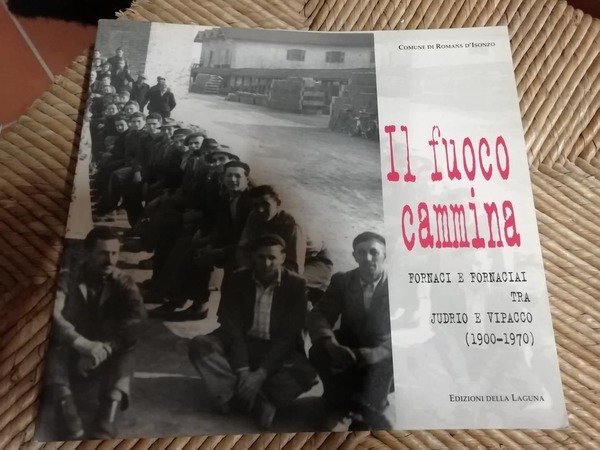 COMUNE DI ROMANS D'ISONZO
Il fuoco
cammina
FORNACI E FORNACIAI
TRA
JUDRIO E VIPACCO
(1900-1970)
EDIZIONI DELLA LAGUNA